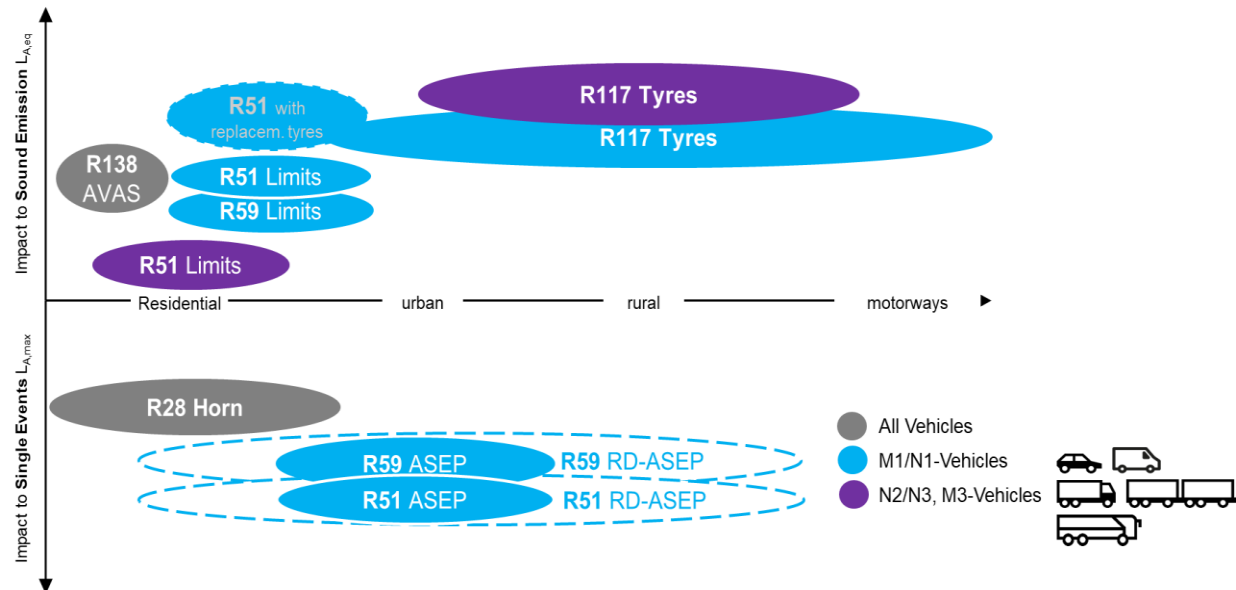 Impact to Sound Emission L_A,eq
R117 Tyres
R51 with
replacem. tyres
R117 Tyres
R138
AVAS
R51 Limits
R59 Limits
R51 Limits
Residential urban rural motorways
Impact to Single Events L_A,max
R28 Horn
R59 ASEP R59 RD-ASEP
R51 ASEP R51 RD-ASEP
All Vehicles
M1/N1-Vehicles
N2/N3, M3-Vehicles